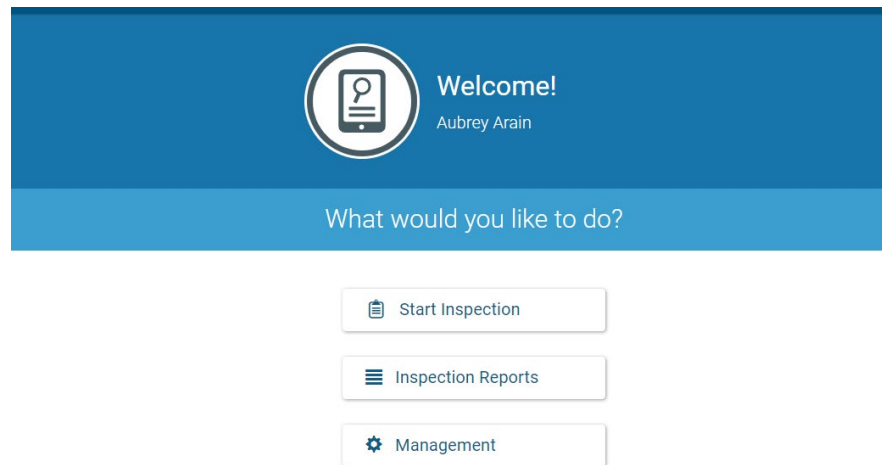 Welcome!
Aubrey Arain
What would you like to do?
Start Inspection
Inspection Reports
Management